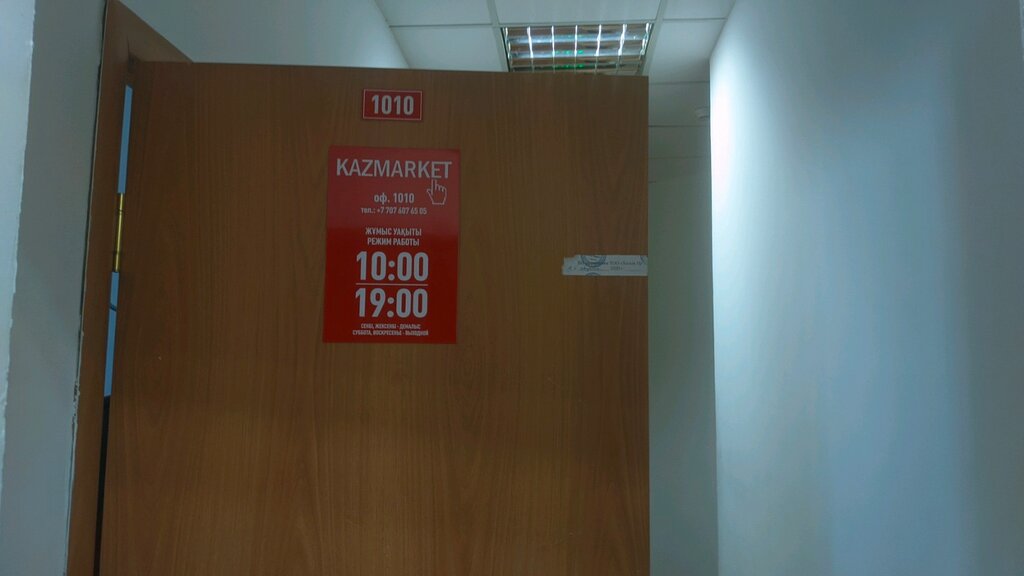 1010
KAZMARKET
оф. 1010
тел.: +7 707 607 65 05
ЖҰМЫС УАҚЫТЫ
РЕЖИМ РАБОТЫ
10:00
19:00
СЕНБІ, ЖЕКСЕНБІ - ДЕМАЛЫС
СУББОТА, ВОСКРЕСЕНЬЕ - ВЫХОДНОЙ